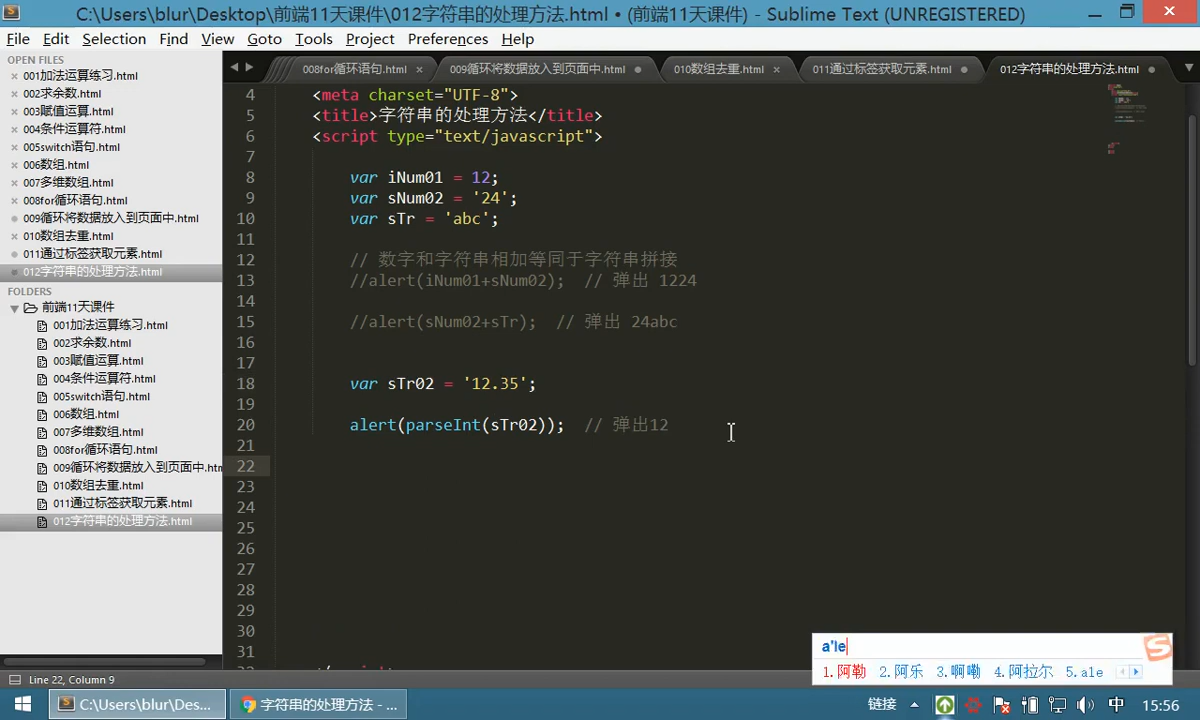 C:\Users\blur\Desktop\前端11天课件\012字符串的处理方法.html • (前端11天课件) - Sublime Text (UNREGISTERED)
File Edit Selection Find View Goto Tools Project Preferences Help
OPEN FILES
001加法运算练习.html
002求余数.html
003赋值运算.html
004条件运算符.html
005switch语句.html
006数组.html
007多维数组.html
008for循环语句.html
009循环将数据放入到页面中.html
010数组去重.html
011通过标签获取元素.html
012字符串的处理方法.html
FOLDERS
前端11天课件
001加法运算练习.html
002求余数.html
003赋值运算.html
004条件运算符.html
005switch语句.html
006数组.html
007多维数组.html
008for循环语句.html
009循环将数据放入到页面中.htm
010数组去重.html
011通过标签获取元素.html
012字符串的处理方法.html
008for循环语句.html 009循环将数据放入到页面中.html 010数组去重.html 011通过标签获取元素.html 012字符串的处理方法.html
4 <meta charset="UTF-8">
5 <title>字符串的处理方法</title>
6 <script type="text/javascript">
7
8 var iNum01 = 12;
9 var sNum02 = '24';
10 var sTr = 'abc';
11
12 // 数字和字符串相加等同于字符串拼接
13 //alert(iNum01+sNum02); // 弹出 1224
14
15 //alert(sNum02+sTr); // 弹出 24abc
16
17
18 var sTr02 = '12.35';
19
20 alert(parseInt(sTr02)); // 弹出12
21
22
23
24
25
26
27
28
29
30
31
a'le
1.阿勒 2.阿乐 3.啊嘞 4.阿拉尔 5.ale
Line 22, Column 9
C:\Users\blur\Des... 字符串的处理方法 - ... 链接 中 15:56